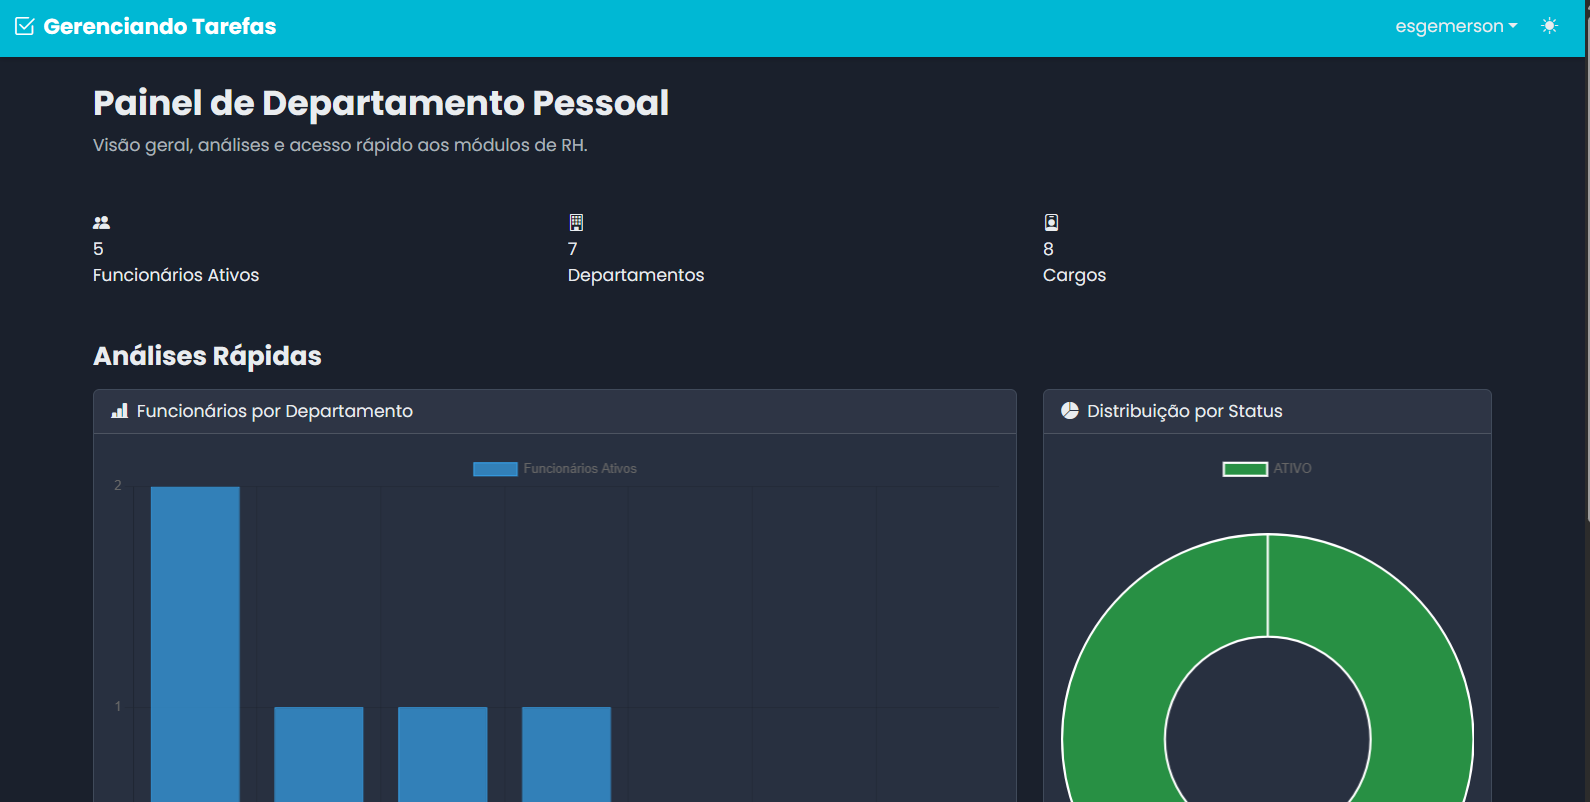 Gerenciando Tarefas
esgemerson
Painel de Departamento Pessoal
Visão geral, análises e acesso rápido aos módulos de RH.
5
Funcionários Ativos
7
Departamentos
8
Cargos
Análises Rápidas
Funcionários por Departamento
Funcionários Ativos
2
1
Distribuição por Status
ATIVO